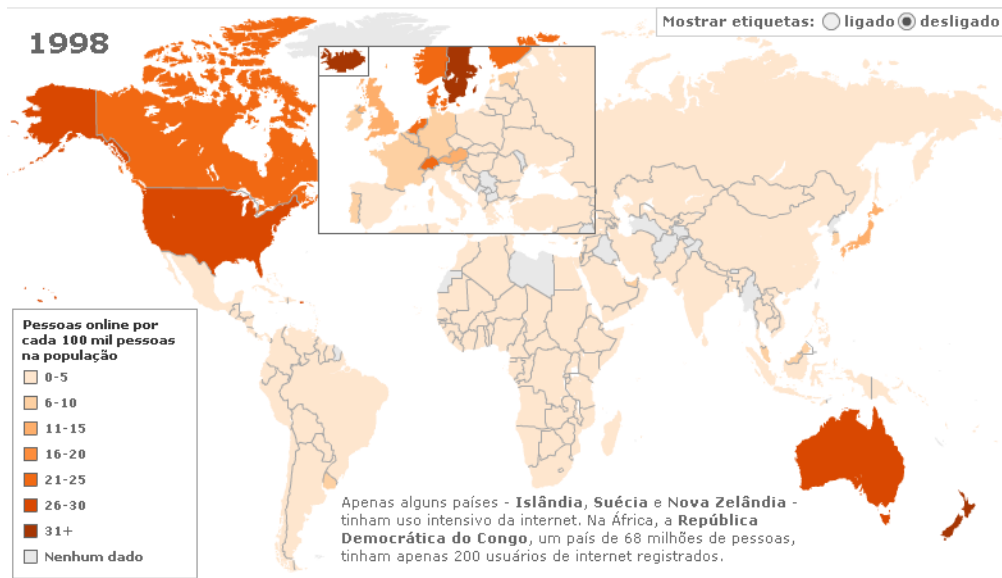 1998
Mostrar etiquetas: ligado desligado
Pessoas online por
cada 100 mil pessoas
na população
0-5
6-10
11-15
16-20
21-25
26-30
31+
Nenhum dado
Apenas alguns países - Islândia, Suécia e Nova Zelândia -
tinham uso intensivo da internet. Na África, a República
Democrática do Congo, um país de 68 milhões de pessoas,
tinham apenas 200 usuários de internet registrados.